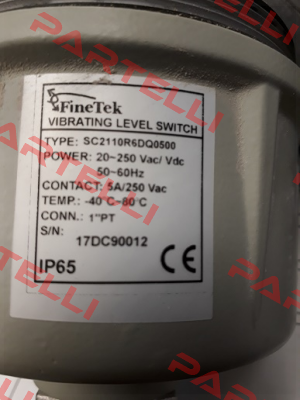 FineTek
VIBRATING LEVEL SWITCH
TYPE: SC2110R6DQ0500
POWER: 20~250 Vac/ Vdc
50~60Hz
CONTACT: 5A/250 Vac
TEMP.: -40℃~80℃
CONN.: 1"PT
S/N:
17DC90012
IP65 CE
PARTELLI
PARTELLI
PARTELLI
PARTELLI